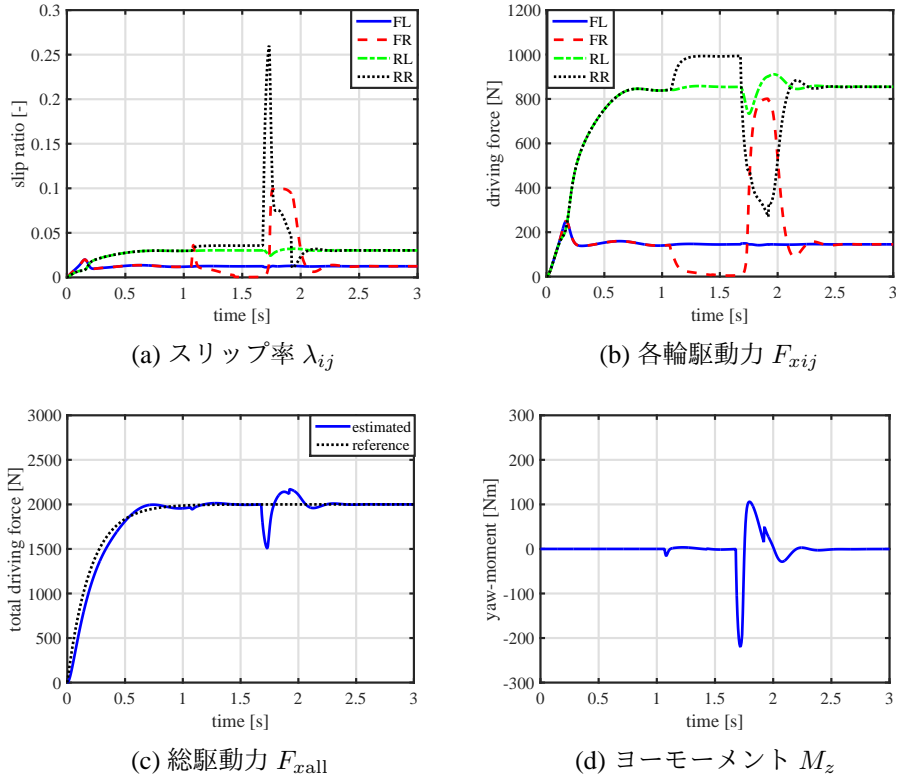 0.3
0.25
0.2
0.15
0.1
0.05
0
slip ratio [-]
FL
FR
RL
RR
0 0.5 1 1.5 2 2.5 3
time [s]
(a) スリップ率 λij
1200
1000
800
600
400
200
0
driving force [N]
FL
FR
RL
RR
0 0.5 1 1.5 2 2.5 3
time [s]
(b) 各輪駆動力 Fxij
3000
2500
2000
1500
1000
500
0
total driving force [N]
estimated
reference
0 0.5 1 1.5 2 2.5 3
time [s]
(c) 総駆動力 Fxall
300
200
100
0
-100
-200
-300
yaw-moment [Nm]
0 0.5 1 1.5 2 2.5 3
time [s]
(d) ヨーモーメント Mz